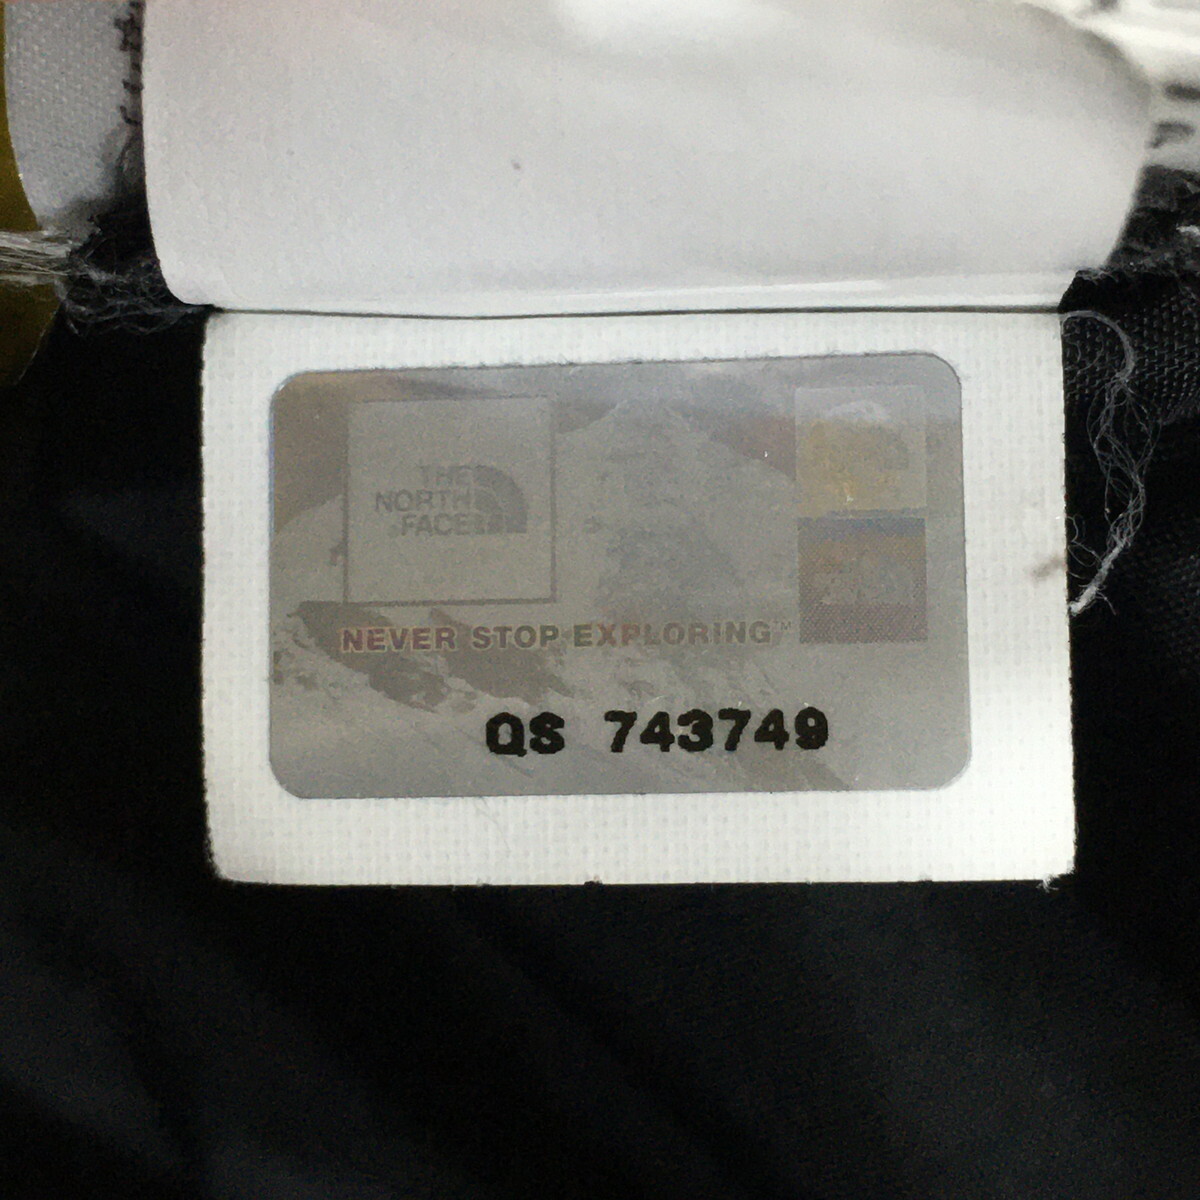 THE
NORTH
FACE
NEVER STOP EXPLORING™
QS 743749